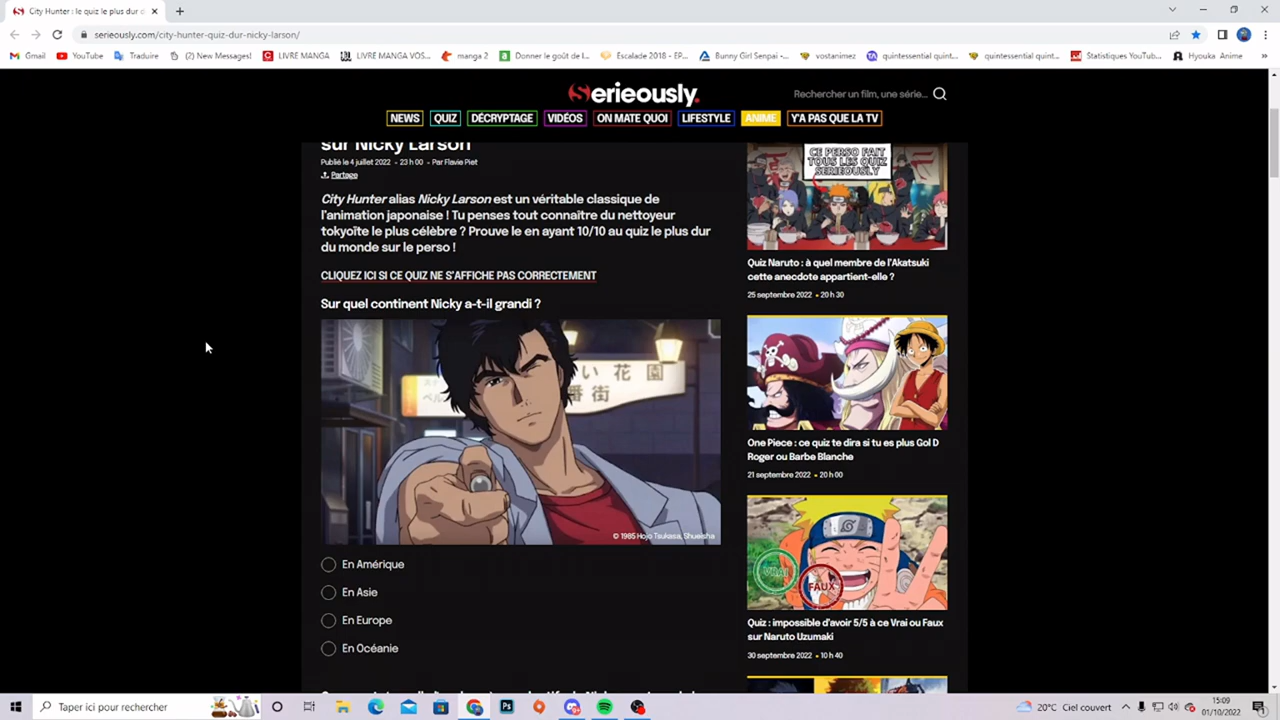 City Hunter : le quiz le plus dur d
serieously.com/city-hunter-quiz-dur-nicky-larson/
Gmail
YouTube
Traduire
(2) New Messages!
LIVRE MANGA
LIVRE MANGA VOS...
manga 2
Donner le goût de l...
Escalade 2018 - EP...
Bunny Girl Senpai -...
vostanimez
quintessential quint...
quintessential quint...
Statistiques YouTub...
Hyouka Anime
Serieously.
Rechercher un film, une série...
NEWS
QUIZ
DÉCRYPTAGE
VIDÉOS
ON MATE QUOI
LIFESTYLE
ANIME
Y'A PAS QUE LA TV
sur Nicky Larson
Publié le 4 juillet 2022 • 23 h 00 • Par Flavie Piet
Partage
City Hunter alias Nicky Larson est un véritable classique de
l'animation japonaise ! Tu penses tout connaître du nettoyeur
tokyoïte le plus célèbre ? Prouve le en ayant 10/10 au quiz le plus dur
du monde sur le perso !
CLIQUEZ ICI SI CE QUIZ NE S'AFFICHE PAS CORRECTEMENT
Sur quel continent Nicky a-t-il grandi ?
い花園
番街
© 1985 Hojo Tsukasa, Shueisha
En Amérique
En Asie
En Europe
En Océanie
CE PERSO FAIT
TOUS LES QUIZ
SERIEOUSLY
Quiz Naruto : à quel membre de l'Akatsuki
cette anecdote appartient-elle ?
25 septembre 2022 • 20 h 30
One Piece : ce quiz te dira si tu es plus Gol D
Roger ou Barbe Blanche
21 septembre 2022 • 20 h 00
VRAI
FAUX
Quiz : impossible d'avoir 5/5 à ce Vrai ou Faux
sur Naruto Uzumaki
30 septembre 2022 • 10 h 40
Taper ici pour rechercher
20°C Ciel couvert
15:09
01/10/2022